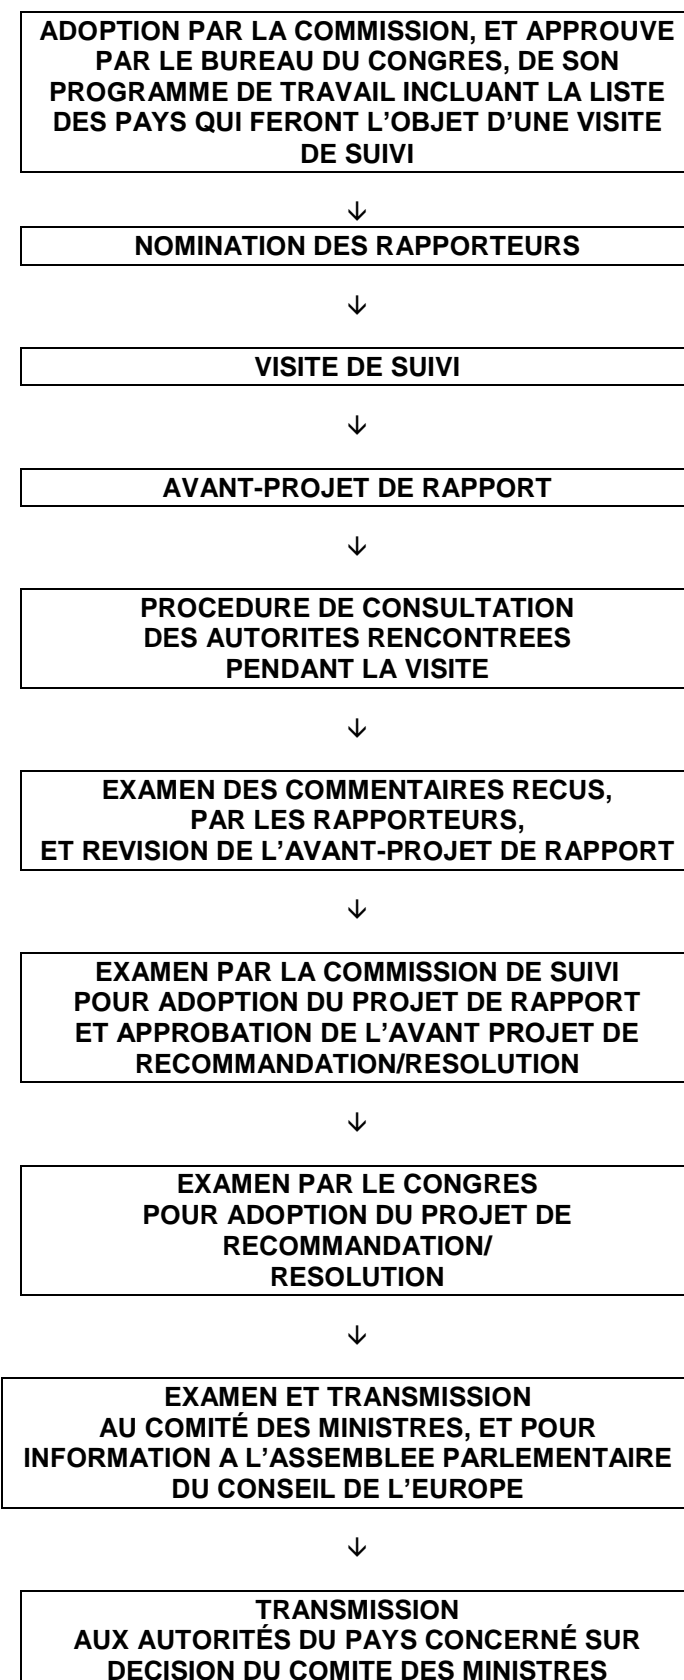 ADOPTION PAR LA COMMISSION, ET APPROUVE
PAR LE BUREAU DU CONGRES, DE SON
PROGRAMME DE TRAVAIL INCLUANT LA LISTE
DES PAYS QUI FERONT L’OBJET D’UNE VISITE
DE SUIVI
↓
NOMINATION DES RAPPORTEURS
↓
VISITE DE SUIVI
↓
AVANT-PROJET DE RAPPORT
↓
PROCEDURE DE CONSULTATION
DES AUTORITES RENCONTREES
PENDANT LA VISITE
↓
EXAMEN DES COMMENTAIRES RECUS,
PAR LES RAPPORTEURS,
ET REVISION DE L’AVANT-PROJET DE RAPPORT
↓
EXAMEN PAR LA COMMISSION DE SUIVI
POUR ADOPTION DU PROJET DE RAPPORT
ET APPROBATION DE L’AVANT PROJET DE
RECOMMANDATION/RESOLUTION
↓
EXAMEN PAR LE CONGRES
POUR ADOPTION DU PROJET DE
RECOMMANDATION/
RESOLUTION
↓
EXAMEN ET TRANSMISSION
AU COMITÉ DES MINISTRES, ET POUR
INFORMATION A L’ASSEMBLEE PARLEMENTAIRE
DU CONSEIL DE L’EUROPE
↓
TRANSMISSION
AUX AUTORITÉS DU PAYS CONCERNÉ SUR
DECISION DU COMITE DES MINISTRES